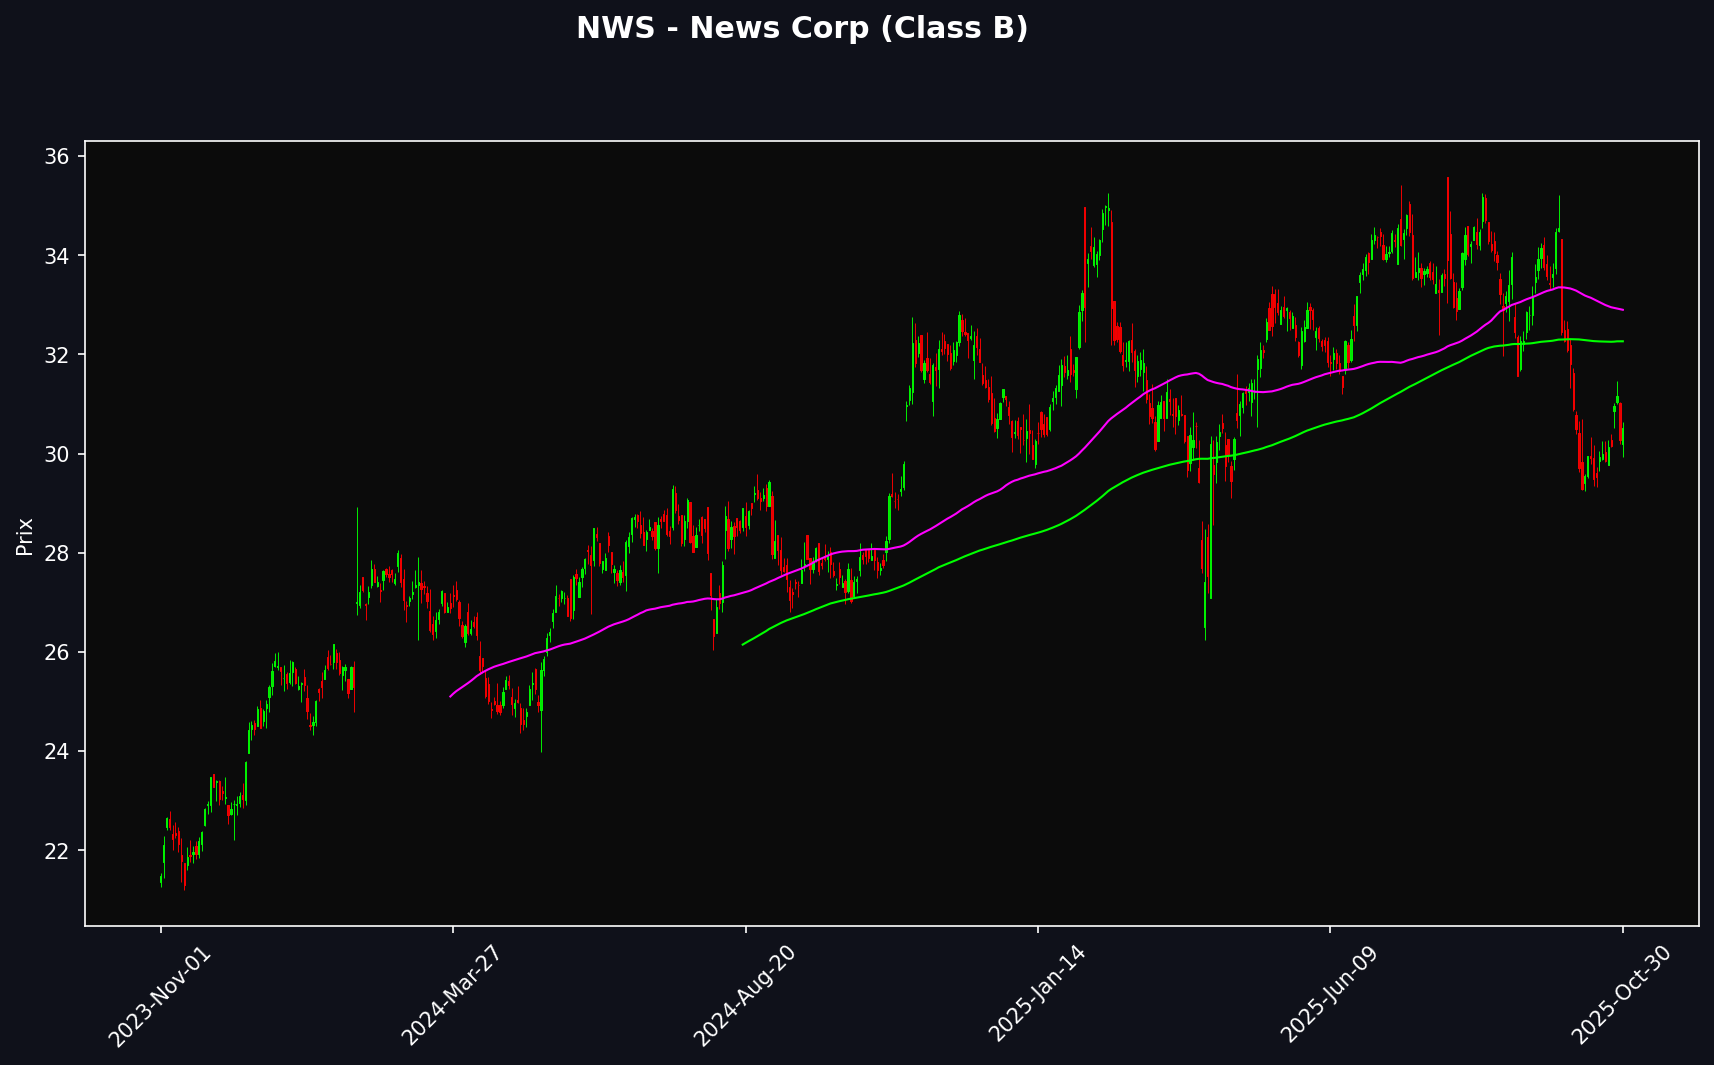 NWS - News Corp (Class B)
Prix
36
34
32
30
28
26
24
22
2023-Nov-01
2024-Mar-27
2024-Aug-20
2025-Jan-14
2025-Jun-09
2025-Oct-30